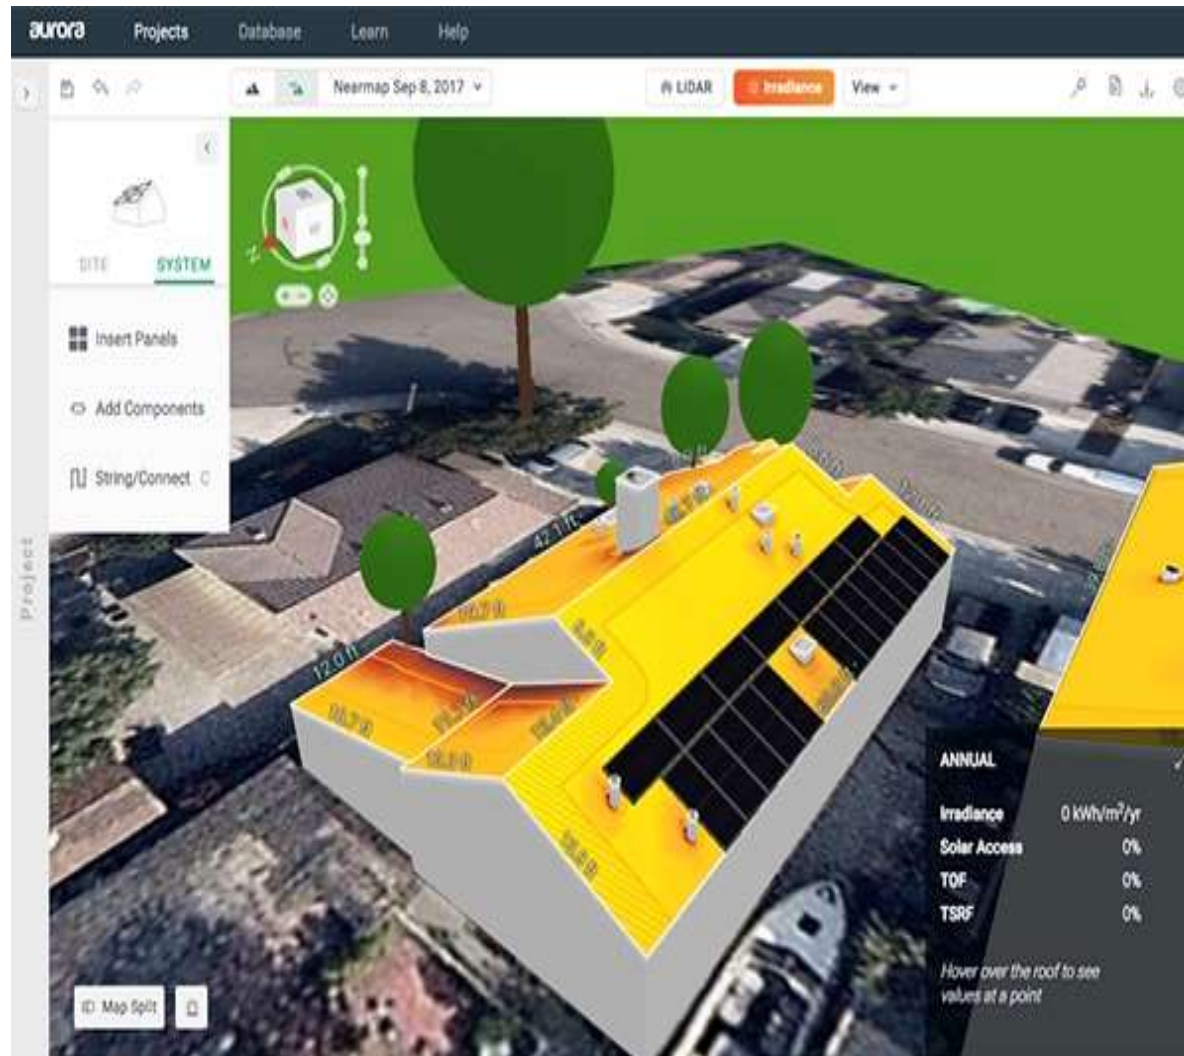 aurora Projects Database Learn Help
Nearmap Sep 8, 2017
LIDAR
Irradiance
View
SITE SYSTEM
Insert Panels
Add Components
String/Connect C
Project
42.1 ft
12.0 ft
ANNUAL
Irradiance 0 kWh/m²/yr
Solar Access 0%
TOF 0%
TSRF 0%
Hover over the roof to see
values at a point
Map Split